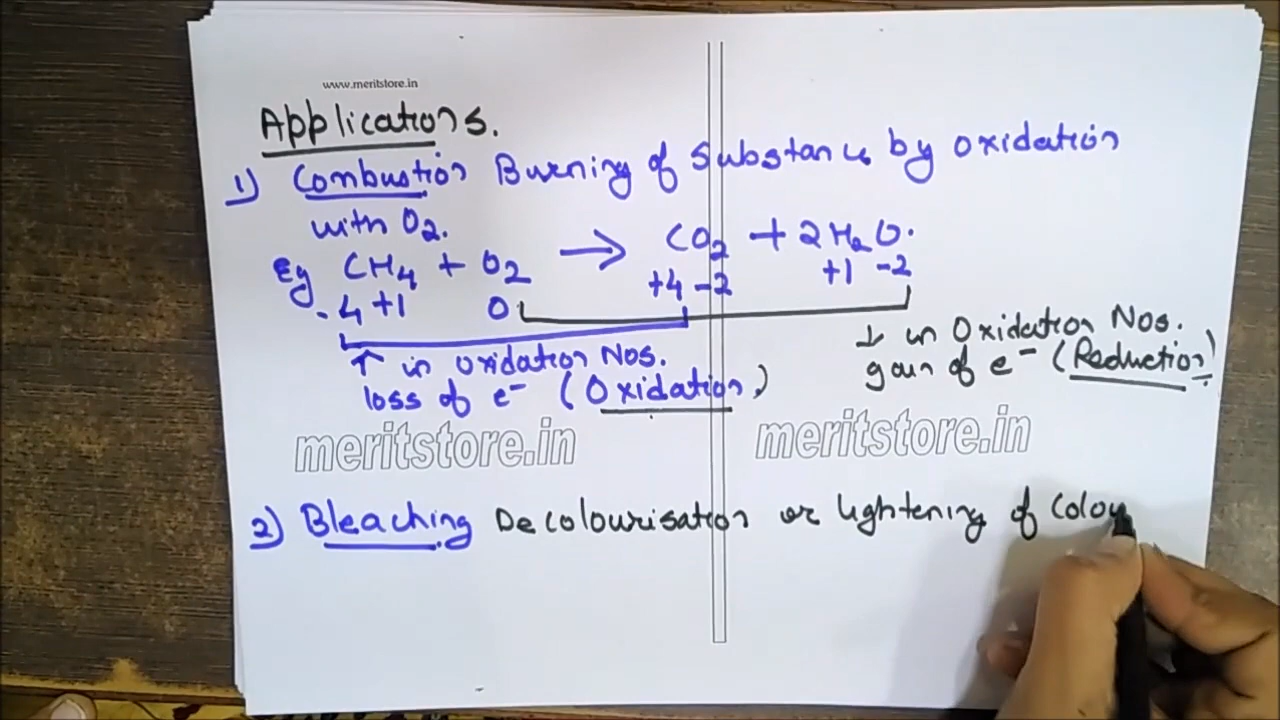 www.meritstore.in
Applications.
1) Combustion Burning of substance by oxidation
with O2.
Eg CH4 + O2 → CO2 + 2H2O.
-4 +1 0 +4 -2 +1 -2
↑ in oxidation Nos.
loss of e- (Oxidation)
↓ in Oxidation Nos.
gain of e- (Reduction)
meritstore.in meritstore.in
2) Bleaching Decolourisation or lightening of Colou